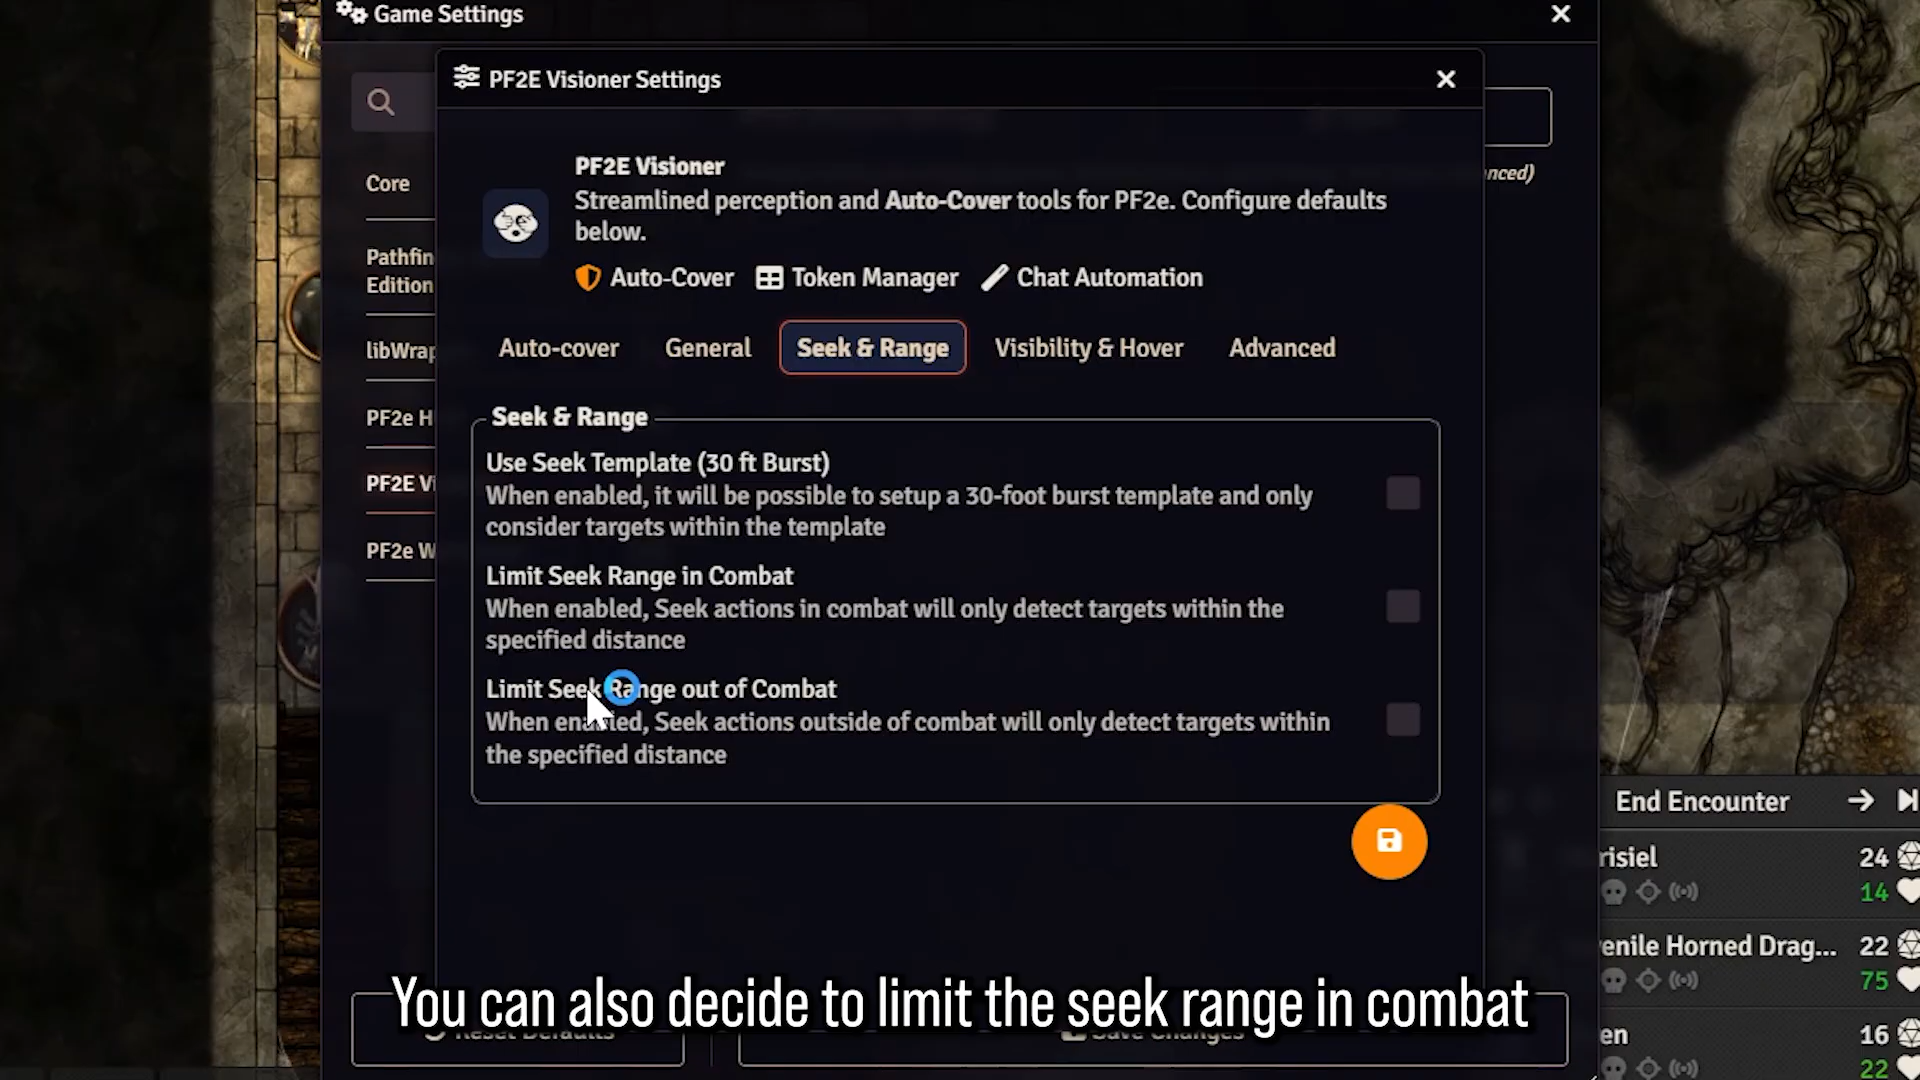 Game Settings
PF2E Visioner Settings
nced)
PF2E Visioner
Streamlined perception and Auto-Cover tools for PF2e. Configure defaults
below.
Auto-Cover Token Manager Chat Automation
Core
Pathfin
Edition
libWrap
PF2e H
PF2E Vi
PF2e W
Auto-cover General Seek & Range Visibility & Hover Advanced
Seek & Range
Use Seek Template (30 ft Burst)
When enabled, it will be possible to setup a 30-foot burst template and only
consider targets within the template
Limit Seek Range in Combat
When enabled, Seek actions in combat will only detect targets within the
specified distance
Limit Seek Range out of Combat
When enabled, Seek actions outside of combat will only detect targets within
the specified distance
End Encounter
risiel 24
14
enile Horned Drag... 22
75
en 16
22
You can also decide to limit the seek range in combat
Reset Defaults Save Changes